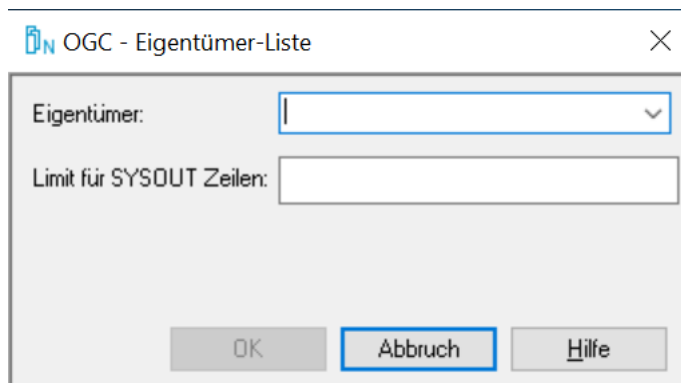 N OGC - Eigentümer-Liste
Eigentümer:
Limit für SYSOUT Zeilen:
OK Abbruch Hilfe